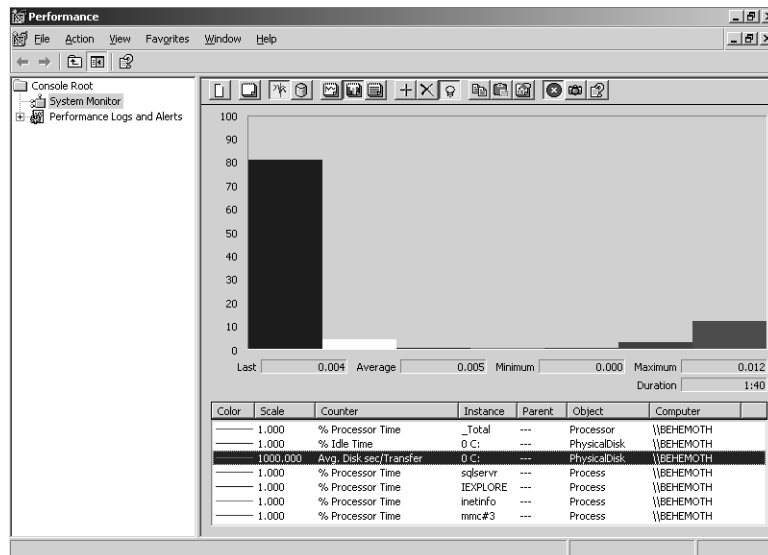 Performance
File Action View Favorites Window Help
Console Root
System Monitor
Performance Logs and Alerts
100
90
80
70
60
50
40
30
20
10
0
Last 0.004 Average 0.005 Minimum 0.000 Maximum 0.012
Duration 1:40
Color Scale Counter Instance Parent Object Computer
1.000 % Processor Time _Total --- Processor \\BEHEMOTH
1.000 % Idle Time 0 C: --- PhysicalDisk \\BEHEMOTH
1000.000 Avg. Disk sec/Transfer 0 C: --- PhysicalDisk \\BEHEMOTH
1.000 % Processor Time sqlservr --- Process \\BEHEMOTH
1.000 % Processor Time IEXPLORE --- Process \\BEHEMOTH
1.000 % Processor Time inetinfo --- Process \\BEHEMOTH
1.000 % Processor Time mmc#3 --- Process \\BEHEMOTH